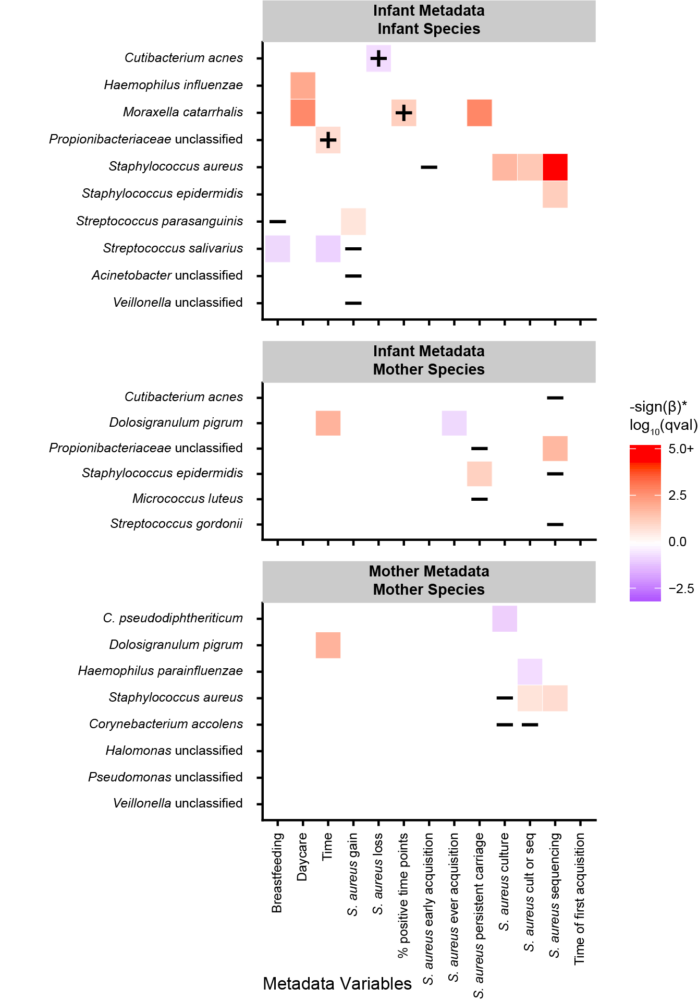 Infant Metadata
Infant Species
Cutibacterium acnes
Haemophilus influenzae
Moraxella catarrhalis
Propionibacteriaceae unclassified
Staphylococcus aureus
Staphylococcus epidermidis
Streptococcus parasanguinis
Streptococcus salivarius
Acinetobacter unclassified
Veillonella unclassified
Infant Metadata
Mother Species
Cutibacterium acnes
Dolosigranulum pigrum
Propionibacteriaceae unclassified
Staphylococcus epidermidis
Micrococcus luteus
Streptococcus gordonii
-sign(β)*
log10(qval)
5.0+
2.5
0.0
−2.5
Mother Metadata
Mother Species
C. pseudodiphtheriticum
Dolosigranulum pigrum
Haemophilus parainfluenzae
Staphylococcus aureus
Corynebacterium accolens
Halomonas unclassified
Pseudomonas unclassified
Veillonella unclassified
Breastfeeding
Daycare
Time
S. aureus gain
S. aureus loss
% positive time points
S. aureus early acquisition
S. aureus ever acquisition
S. aureus persistent carriage
S. aureus culture
S. aureus cult or seq
S. aureus sequencing
Time of first acquisition
Metadata Variables